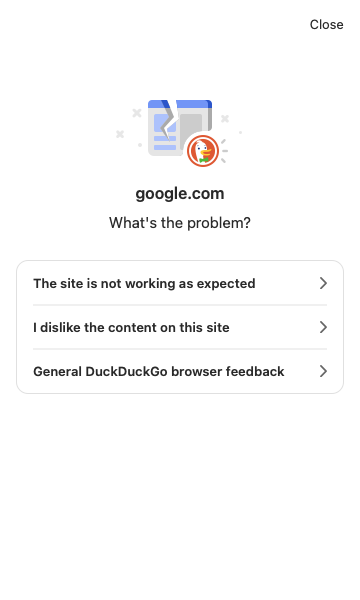 Close
google.com
What's the problem?
The site is not working as expected
I dislike the content on this site
General DuckDuckGo browser feedback